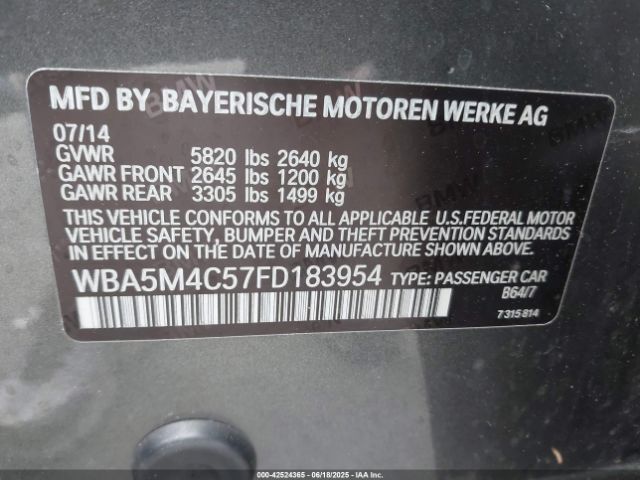 MFD BY BAYERISCHE MOTOREN WERKE AG
07/14
GVWR 5820 lbs 2640 kg
GAWR FRONT 2645 lbs 1200 kg
GAWR REAR 3305 lbs 1499 kg
THIS VEHICLE CONFORMS TO ALL APPLICABLE U.S.FEDERAL MOTOR
VEHICLE SAFETY, BUMPER AND THEFT PREVENTION STANDARDS
IN EFFECT ON THE DATE OF MANUFACTURE SHOWN ABOVE.
WBA5M4C57FD183954 TYPE: PASSENGER CAR
B64/7
7315814
000-42524365 - 06/18/2025 - IAAI.COM